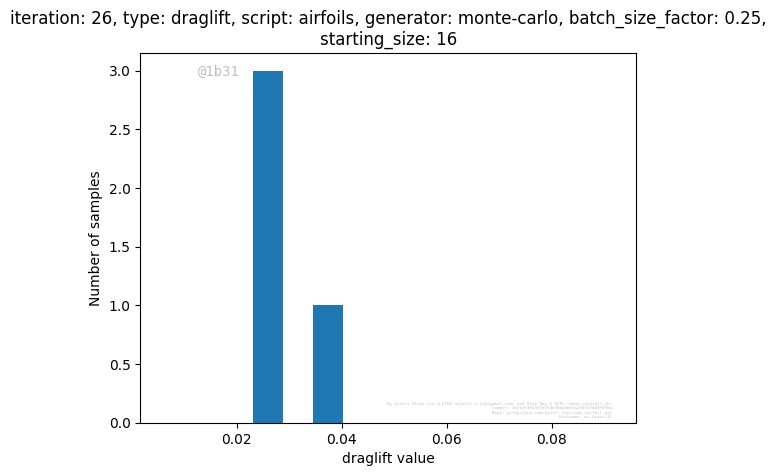 iteration: 26, type: draglift, script: airfoils, generator: monte-carlo, batch_size_factor: 0.25,
starting_size: 16
@1b31
3.0
2.5
2.0
1.5
1.0
0.5
0.0
Number of samples
0.02 0.04 0.06 0.08
draglift value